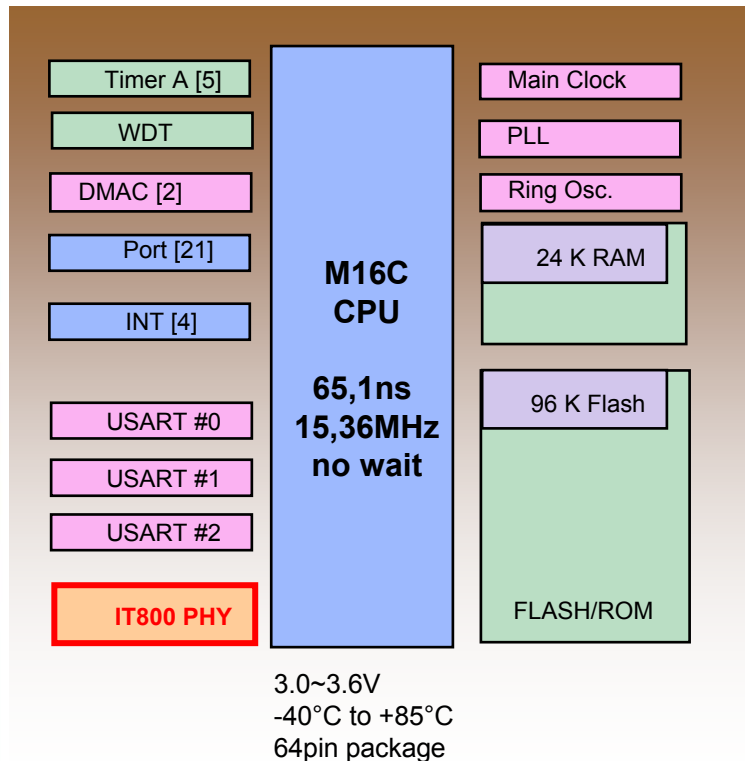 Timer A [5]
WDT
DMAC [2]
Port [21]
INT [4]
USART #0
USART #1
USART #2
IT800 PHY
M16C
CPU
65,1ns
15,36MHz
no wait
Main Clock
PLL
Ring Osc.
24 K RAM
96 K Flash
FLASH/ROM
3.0~3.6V
-40°C to +85°C
64pin package